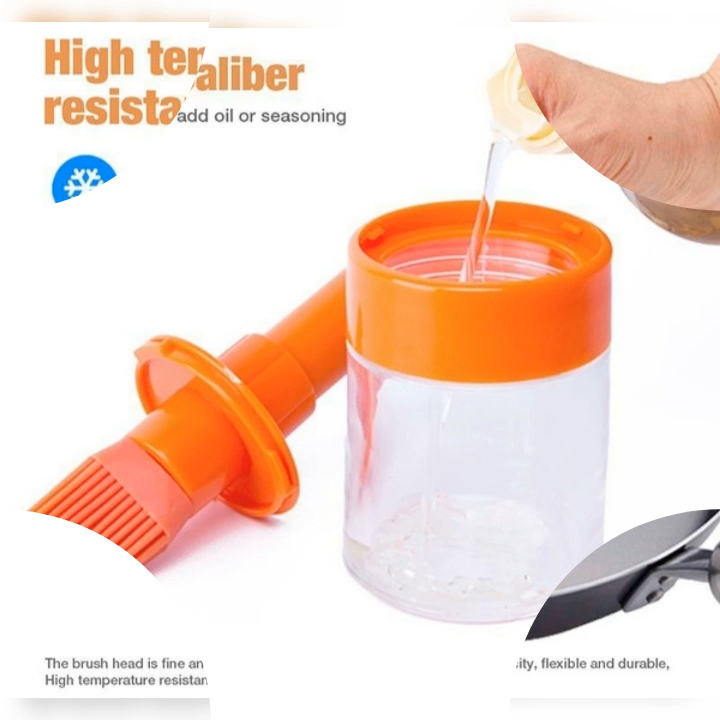 High ter aliber
resista
add oil or seasoning
The brush head is fine an ity, flexible and durable,
High temperature resistan